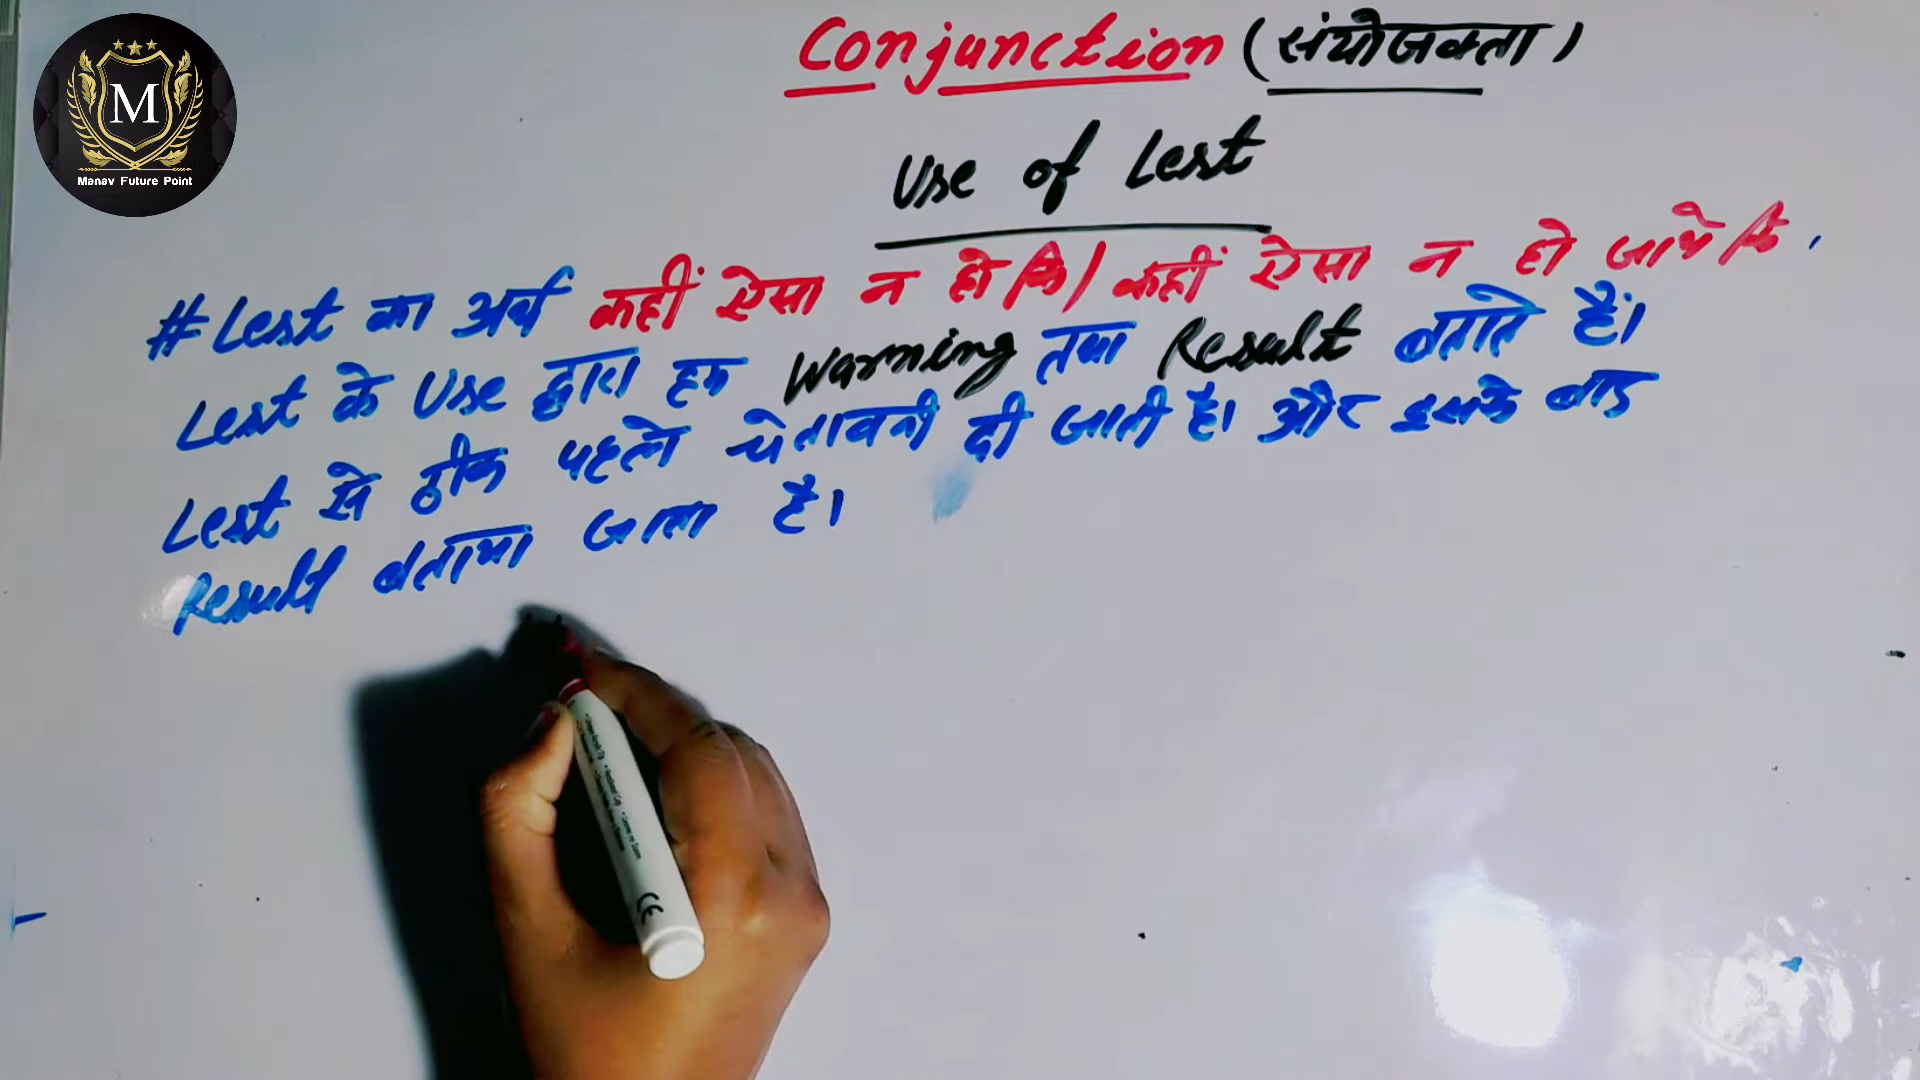 M
Manav Future Point
Conjunction (संयोजकता)
Use of Lest
# Lest का अर्थ कहीं ऐसा न हो कि / कहीं ऐसा न हो जाये कि .
Lest के Use द्वारा हम Warning तथा Result बताते हैं।
Lest से ठीक पहले चेतावनी दी जाती है। और इसके बाद
Result बताया जाता है।
CE